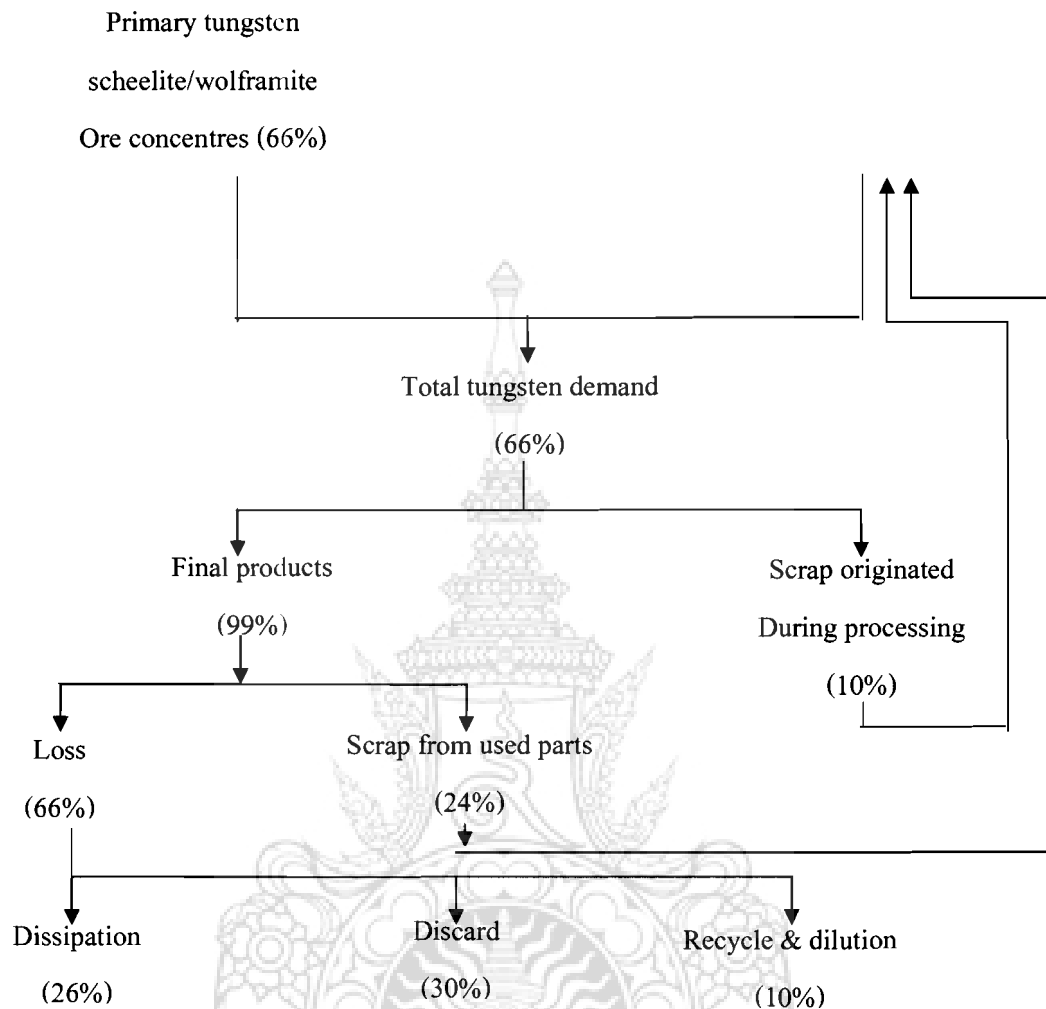 Primary tungsten
scheelite/wolframite
Ore concentres (66%)
Total tungsten demand
(66%)
Final products
(99%)
Scrap originated
During processing
(10%)
Loss
(66%)
Scrap from used parts
(24%)
Dissipation
(26%)
Discard
(30%)
Recycle & dilution
(10%)